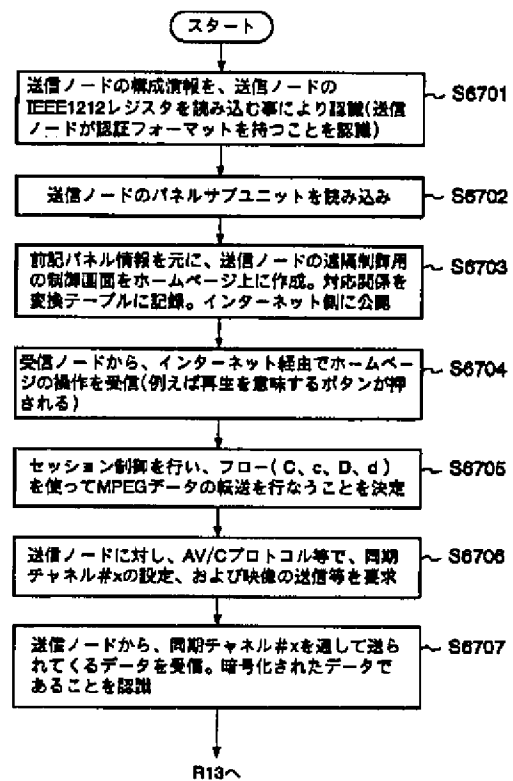 スタート
送信ノードの構成情報を、送信ノードの
IEEE1212レジスタを読み込む事により認識(送信
ノードが認証フォーマットを持つことを認識)
S6701
送信ノードのパネルサブユニットを読み込み
S6702
前記パネル情報を元に、送信ノードの遠隔制御用
の制御画面をホームページ上に作成。対応関係を
変換テーブルに記録。インターネット側に公開
S6703
受信ノードから、インターネット経由でホームペー
ジの操作を受信(例えば再生を意味するボタンが押
される)
S6704
セッション制御を行い、フロー(C、c、D、d)
を使ってMPEGデータの転送を行なうことを決定
S6705
送信ノードに対し、AV/Cプロトコル等で、同期
チャネル#xの設定、および映像の送信等を要求
S6706
送信ノードから、同期チャネル#xを通して送ら
れてくるデータを受信。暗号化されたデータで
あることを認識
S6707
R13へ